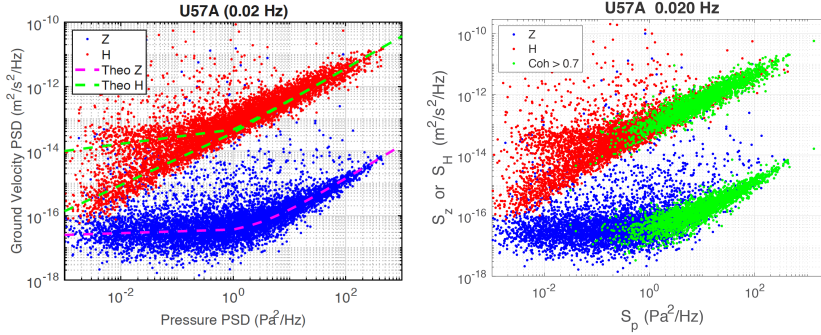 U57A (0.02 Hz)
Ground Velocity PSD (m²/s²/Hz)
10⁻¹⁰
10⁻¹²
10⁻¹⁴
10⁻¹⁶
10⁻¹⁸
Z
H
Theo Z
Theo H
10⁻² 10⁰ 10²
Pressure PSD (Pa²/Hz)
U57A 0.020 Hz
S_Z or S_H (m²/s²/Hz)
10⁻¹⁰
10⁻¹²
10⁻¹⁴
10⁻¹⁶
10⁻¹⁸
Z
H
Coh > 0.7
10⁻² 10⁰ 10²
S_p (Pa²/Hz)